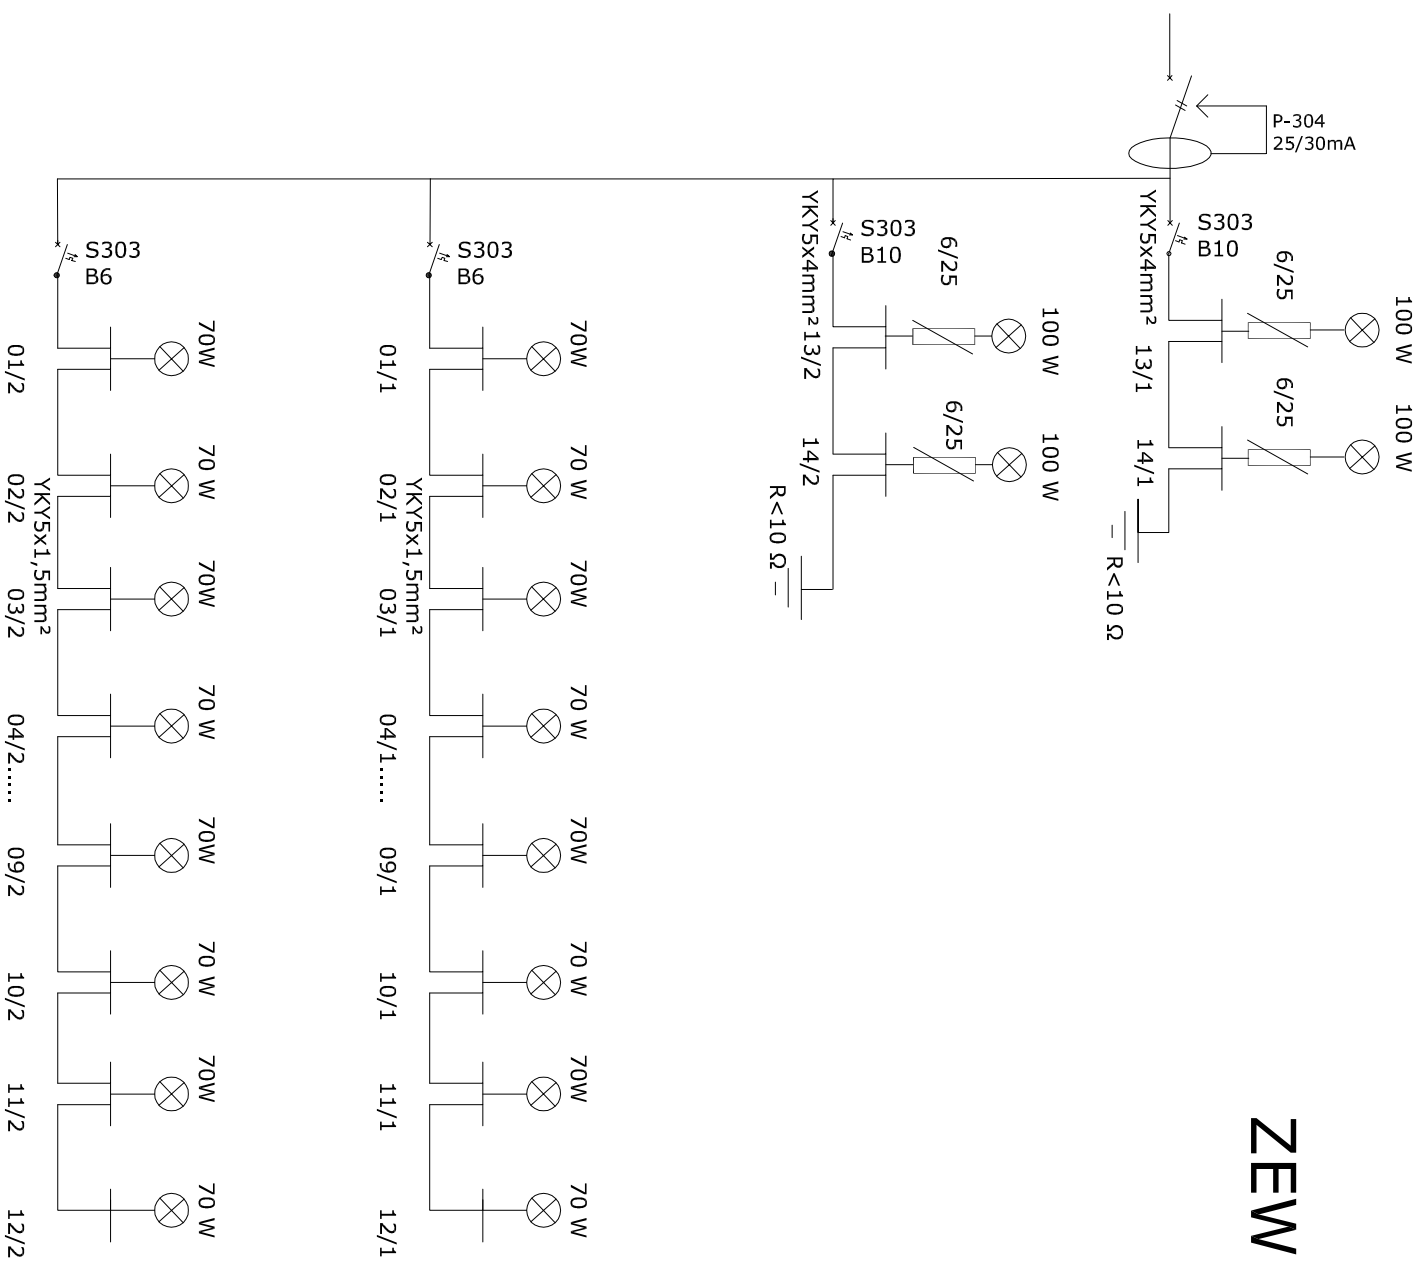 P-304
25/30mA
S303
B10
YKY5x4mm²
6/25
100 W
13/1
6/25
100 W
14/1
R<10 Ω
S303
B10
YKY5x4mm²
6/25
100 W
13/2
6/25
100 W
14/2
R<10 Ω
S303
B6
YKY5x1,5mm²
70W
70 W
70W
70 W
70W
70 W
70W
70 W
01/1
02/1
03/1
04/1.....
09/1
10/1
11/1
12/1
S303
B6
YKY5x1,5mm²
70W
70 W
70W
70 W
70W
70 W
70W
70 W
01/2
02/2
03/2
04/2.....
09/2
10/2
11/2
12/2
ZEW